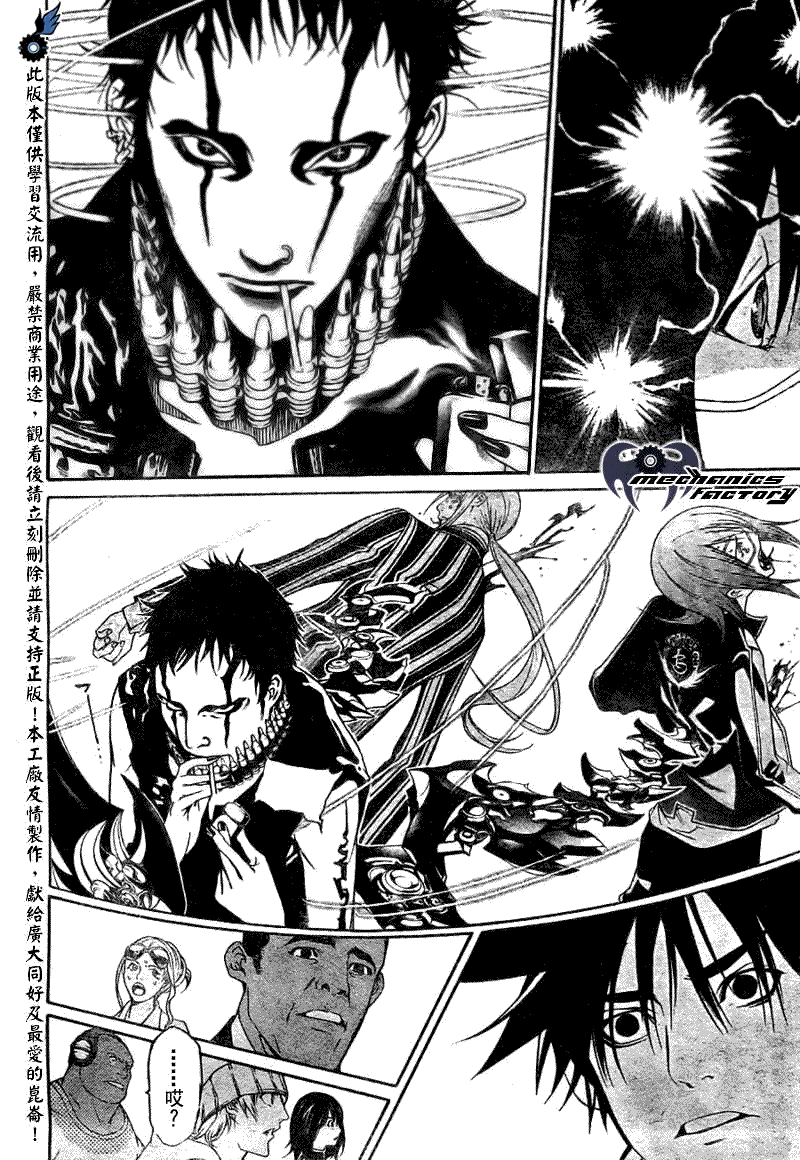 此版本僅供學習交流用，嚴禁商業用途，觀看後請立刻刪除並請支持正版！本工廠友情製作，獻給廣大同好及最愛的崑崙！
mechanics
factory
……哎？